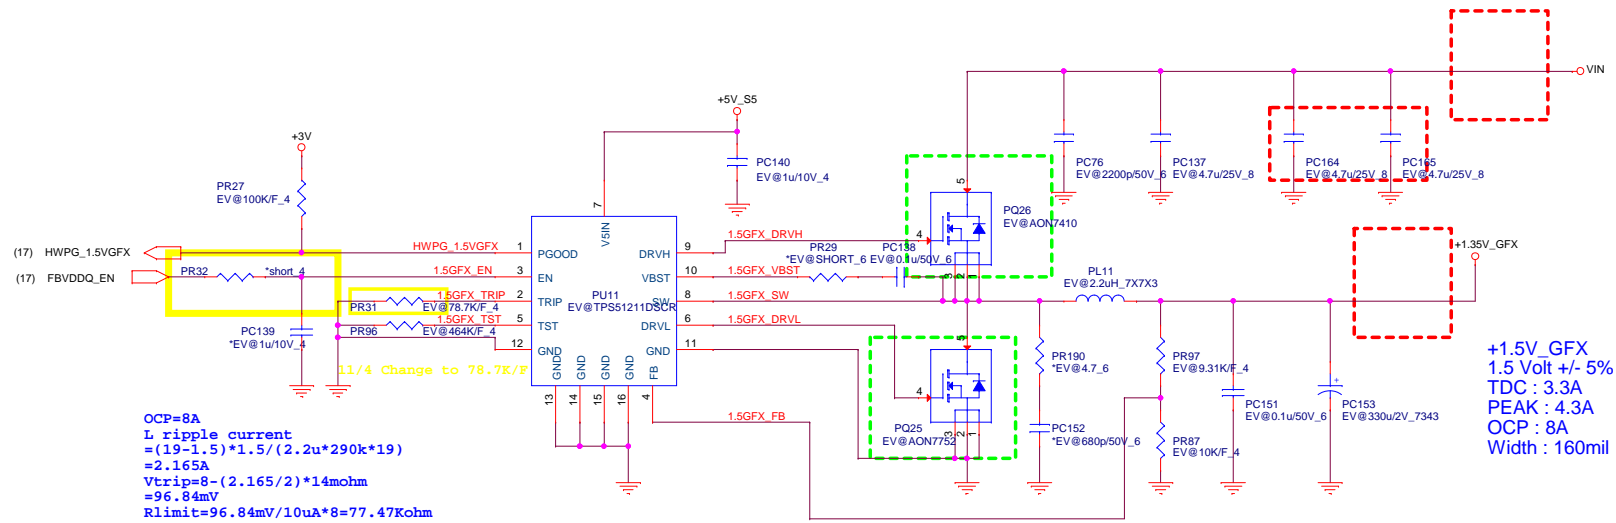 VIN
+5V_S5
+3V
PC140
EV@1u/10V_4
PC76
EV@2200p/50V_6
PC137
EV@4.7u/25V_8
PC164
EV@4.7u/25V_8
PC165
EV@4.7u/25V_8
PR27
EV@100K/F_4
5
7
V5IN
PQ26
EV@AON7410
4
3
2
1
(17) HWPG_1.5VGFX
HWPG_1.5VGFX
1
PGOOD
DRVH
9
1.5GFX_DRVH
PR29
*EV@SHORT_6
PC138
EV@0.1u/50V_6
+1.35V_GFX
(17) FBVDDQ_EN
PR32
*short_4
1.5GFX_EN
3
EN
VBST
10
1.5GFX_VBST
PL11
EV@2.2uH_7X7X3
PU11
EV@TPS51211DSCR
PR31
1.5GFX_TRIP
EV@78.7K/F_4
2
TRIP
SW
8
1.5GFX_SW
PR96
1.5GFX_TST
EV@464K/F_4
5
TST
DRVL
6
1.5GFX_DRVL
PC139
*EV@1u/10V_4
12
GND
GND
11
11/4 Change to 78.7K/F
GND
GND
GND
GND
FB
13
14
15
16
4
1.5GFX_FB
5
4
3
2
1
PQ25
EV@AON7752
PR190
*EV@4.7_6
PC152
*EV@680p/50V_6
PR97
EV@9.31K/F_4
PR87
EV@10K/F_4
PC151
EV@0.1u/50V_6
+
PC153
EV@330u/2V_7343
+1.5V_GFX
1.5 Volt +/- 5%
TDC : 3.3A
PEAK : 4.3A
OCP : 8A
Width : 160mil
OCP=8A
L ripple current
=(19-1.5)*1.5/(2.2u*290k*19)
=2.165A
Vtrip=8-(2.165/2)*14mohm
=96.84mV
Rlimit=96.84mV/10uA*8=77.47Kohm